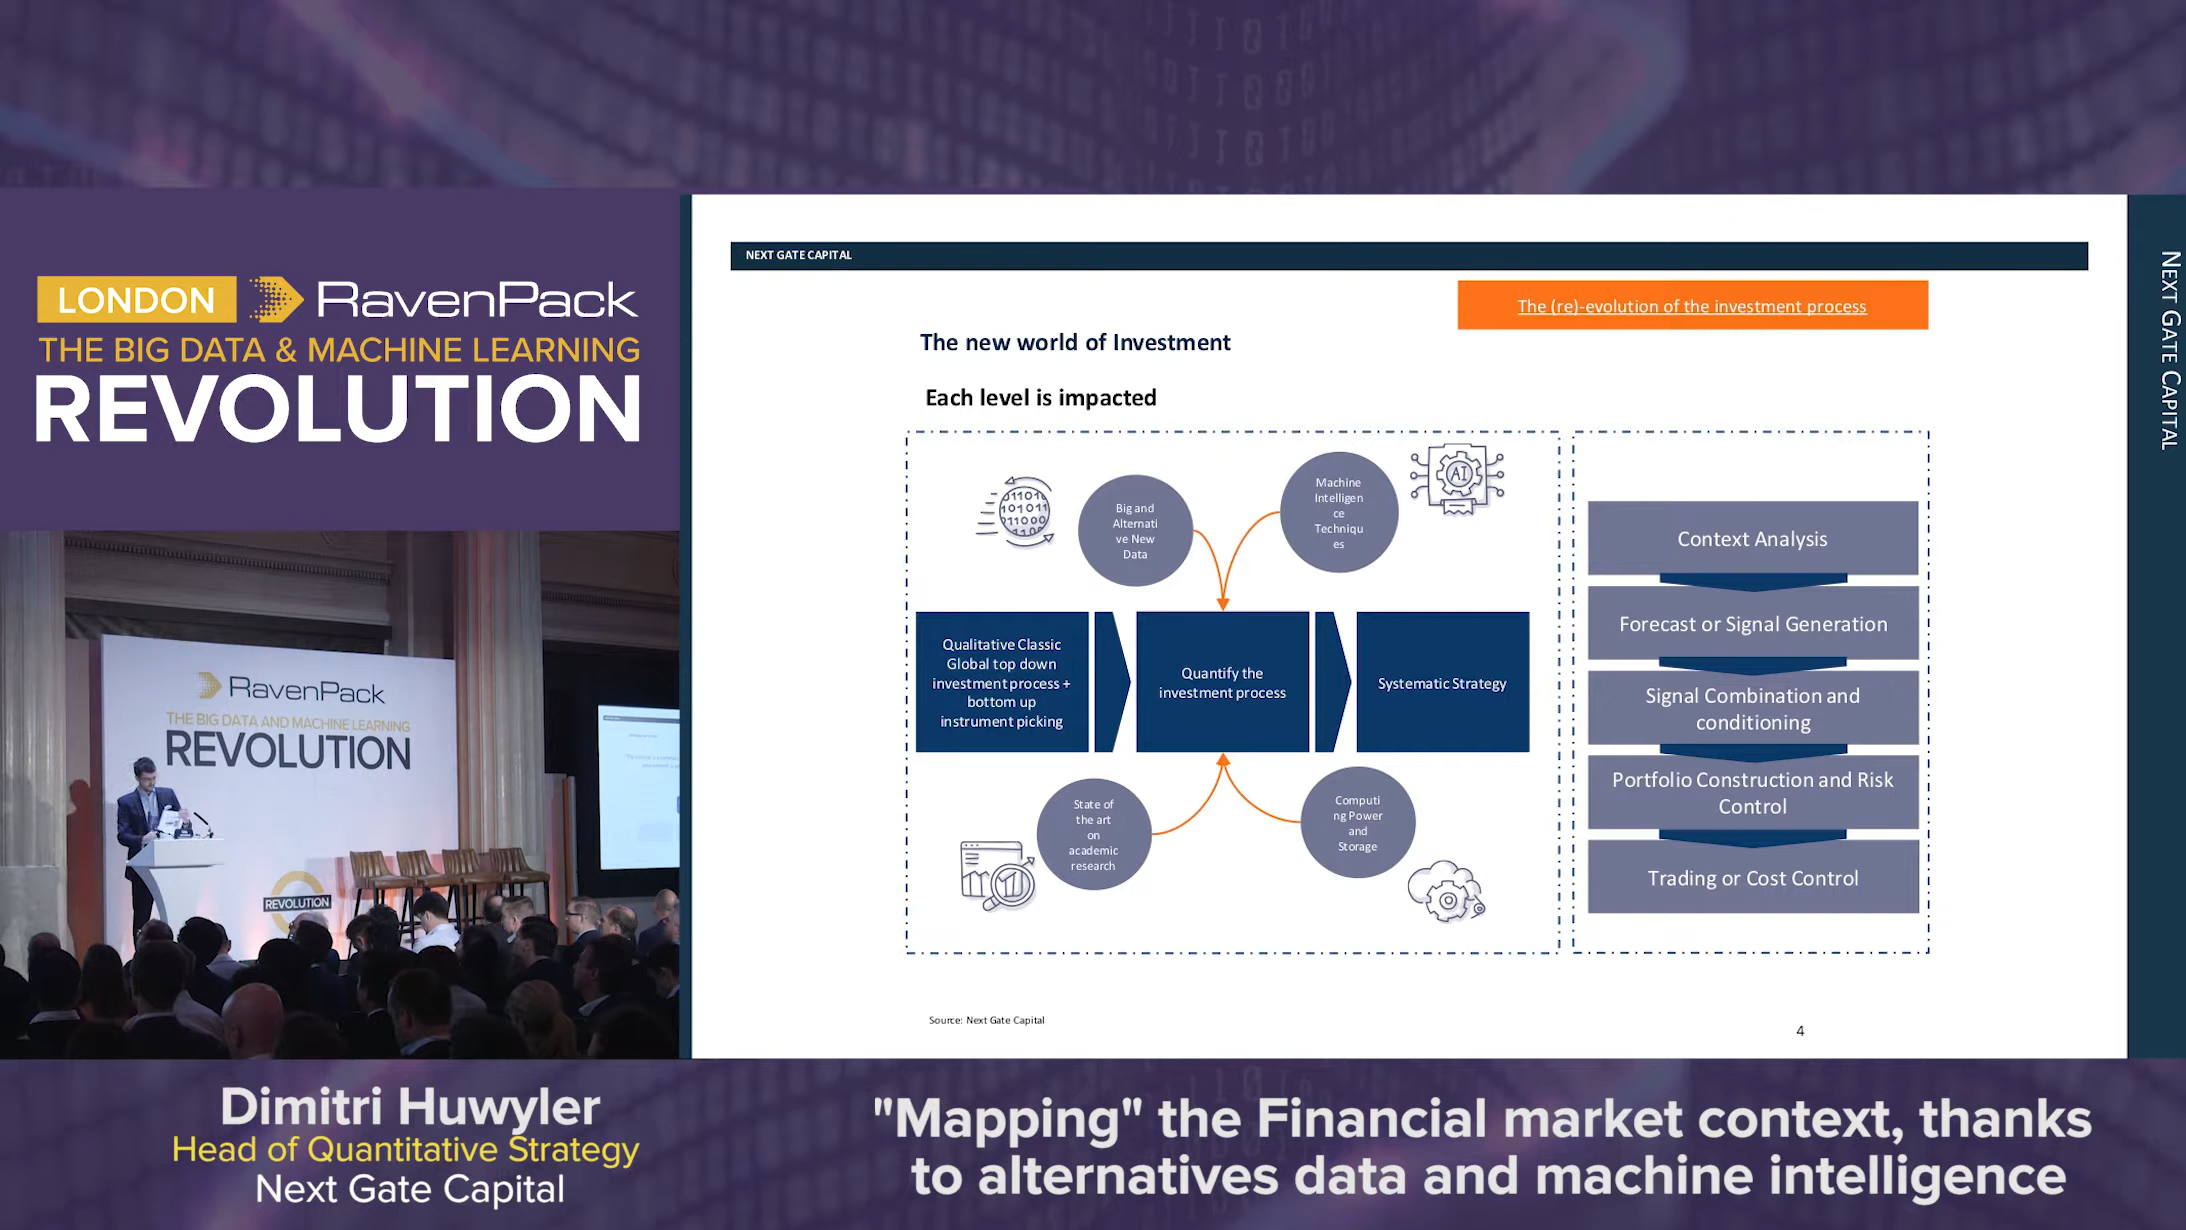 LONDON RavenPack
THE BIG DATA & MACHINE LEARNING
REVOLUTION
RavenPack
THE BIG DATA AND MACHINE LEARNING
REVOLUTION
REVOLUTION
NEXT GATE CAPITAL
The (re)-evolution of the investment process
The new world of Investment
Each level is impacted
Big and
Alternati
ve New
Data
Machine
Intelligen
ce
Techniqu
es
AI
Qualitative Classic
Global top down
investment process +
bottom up
instrument picking
Quantify the
investment process
Systematic Strategy
State of
the art
on
academic
research
Computi
ng Power
and
Storage
Context Analysis
Forecast or Signal Generation
Signal Combination and
conditioning
Portfolio Construction and Risk
Control
Trading or Cost Control
Source: Next Gate Capital
4
NEXT GATE CAPITAL
Dimitri Huwyler
Head of Quantitative Strategy
Next Gate Capital
"Mapping" the Financial market context, thanks
to alternatives data and machine intelligence